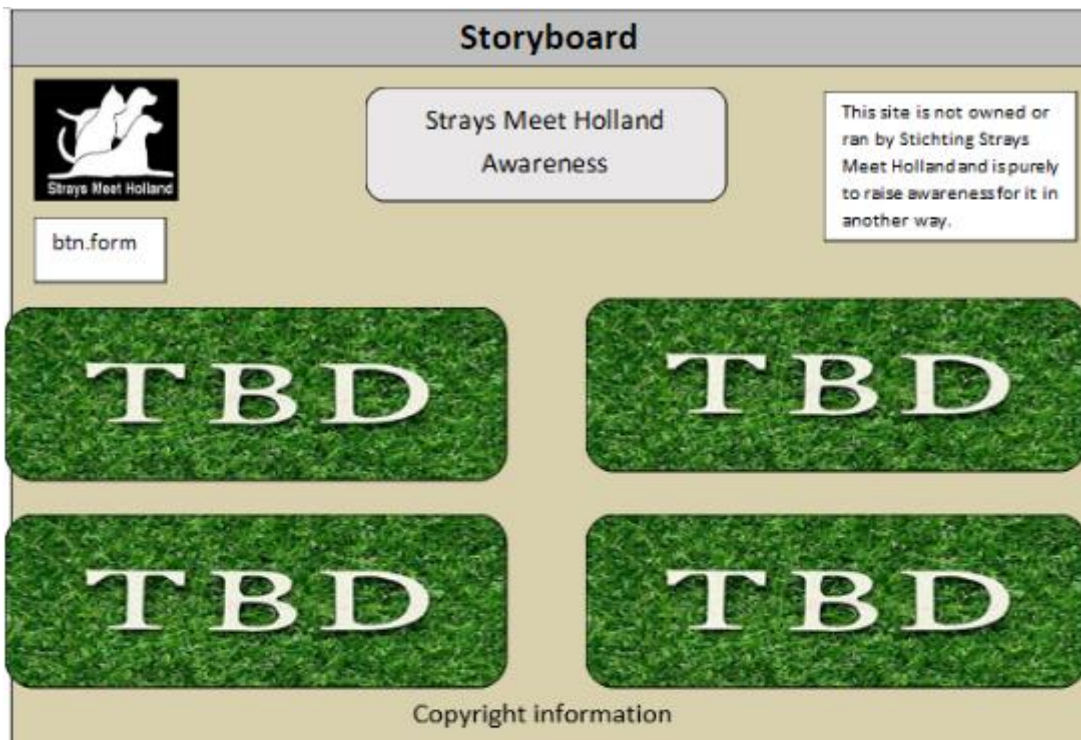 Storyboard
Strays Meet Holland
Strays Meet Holland
Awareness
This site is not owned or
ran by Stichting Strays
Meet Holland and is purely
to raise awareness for it in
another way.
btn.form
TBD
TBD
TBD
TBD
Copyright information